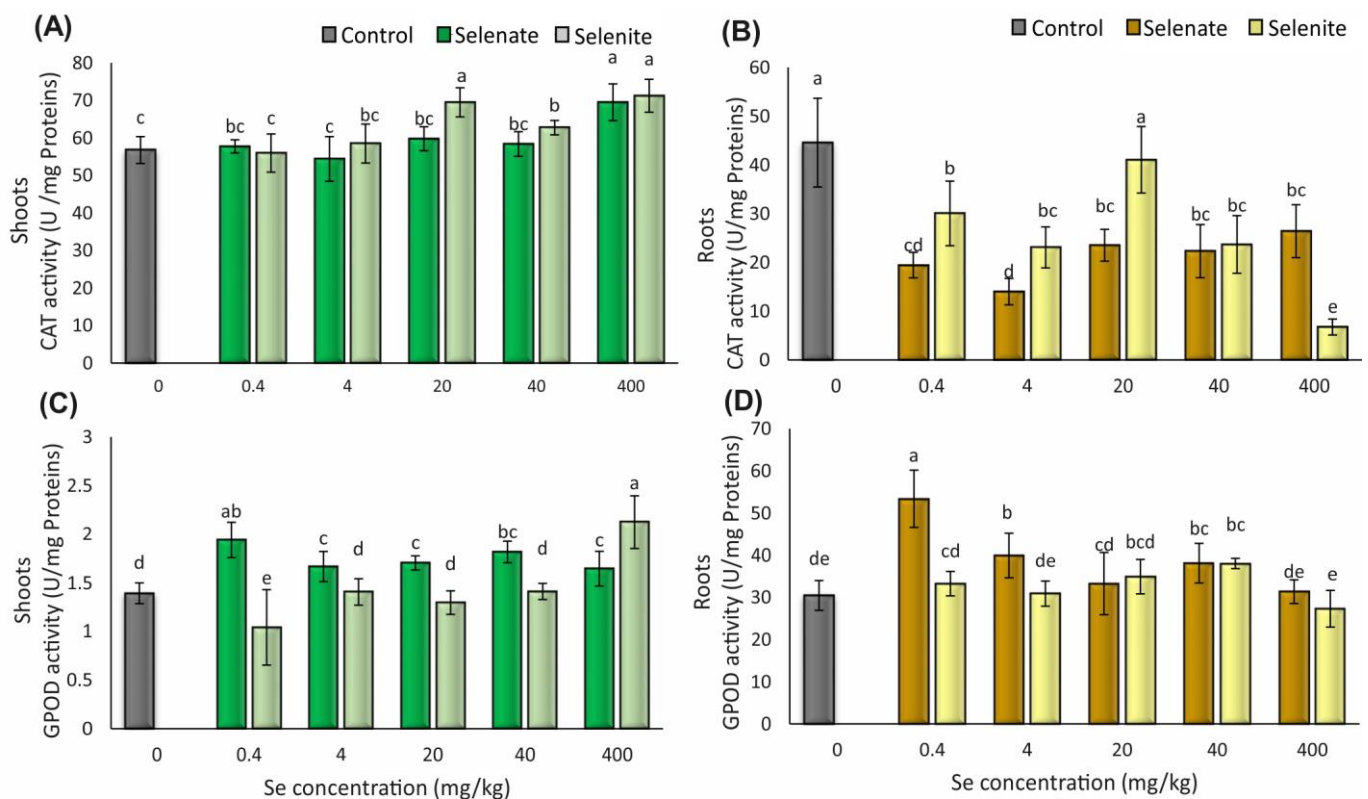 (A)
Control Selenate Selenite
Shoots
CAT activity (U /mg Proteins)
80
70
60
50
40
30
20
10
0
c
bc c
c bc
bc a
bc b
a a
0 0.4 4 20 40 400
(B)
Control Selenate Selenite
Roots
CAT activity (U/mg Proteins)
60
50
40
30
20
10
0
a
cd b
d bc
bc a
bc bc
bc e
0 0.4 4 20 40 400
(C)
Shoots
GPOD activity (U/mg Proteins)
3
2.5
2
1.5
1
0.5
0
d
ab e
c d
c d
bc d
c a
0 0.4 4 20 40 400
Se concentration (mg/kg)
(D)
Roots
GPOD activity (U/mg Proteins)
70
60
50
40
30
20
10
0
de
a cd
b de
cd bcd
bc bc
de e
0 0.4 4 20 40 400
Se concentration (mg/kg)